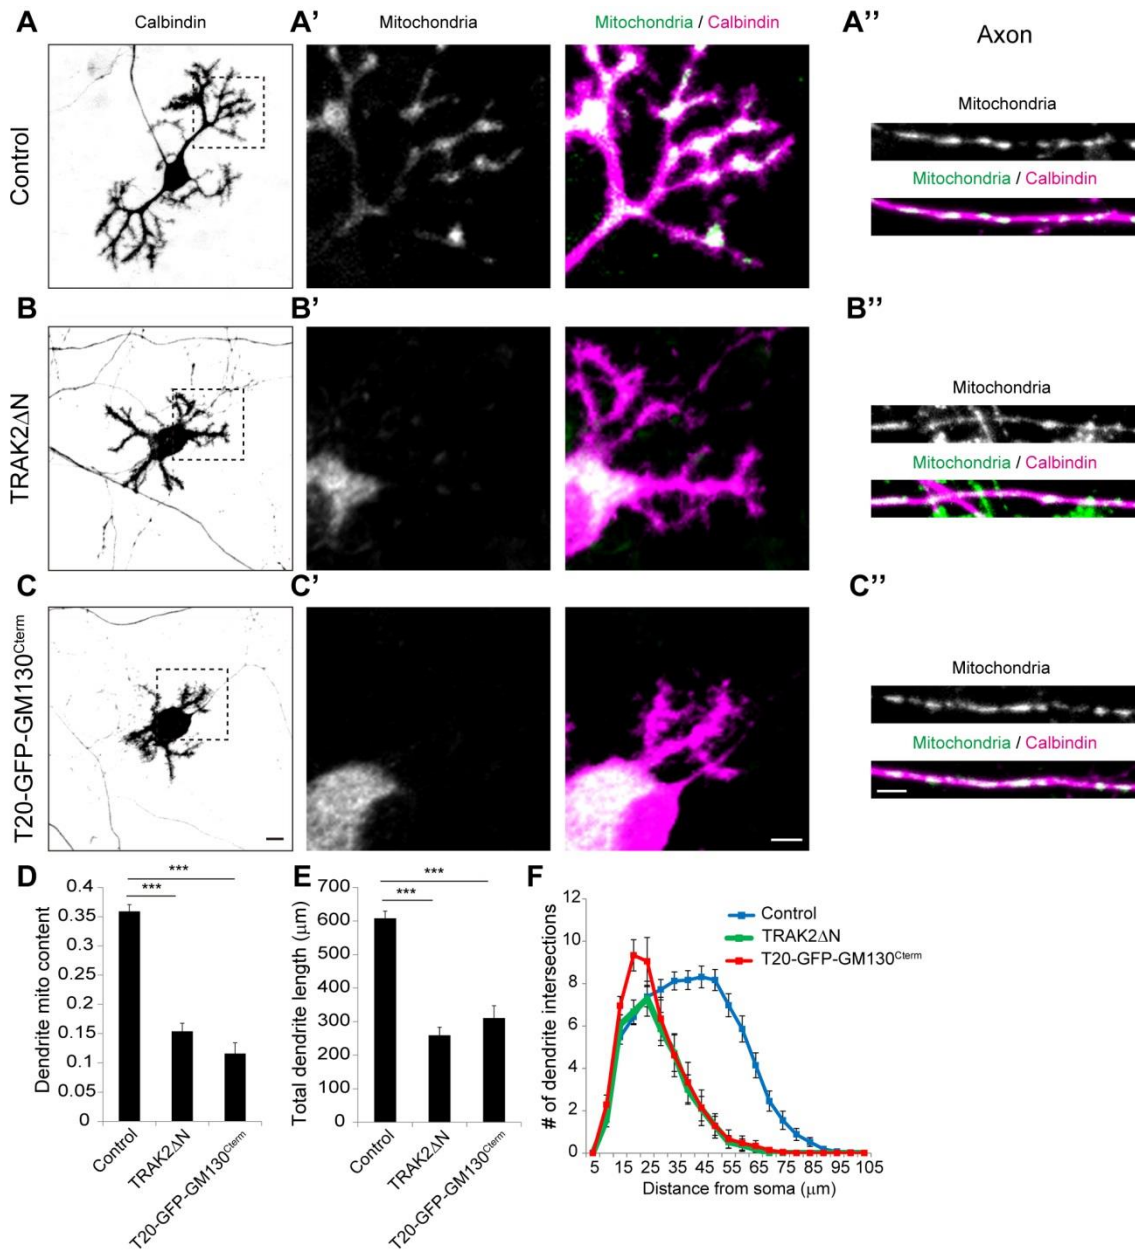 A Calbindin A' Mitochondria Mitochondria / Calbindin A'' Axon
Control
Mitochondria
Mitochondria / Calbindin
B B' B''
TRAK2ΔN
Mitochondria
Mitochondria / Calbindin
C C' C''
T20-GFP-GM130Cterm
Mitochondria
Mitochondria / Calbindin
D
***
***
Dendrite mito content
0.4
0.35
0.3
0.25
0.2
0.15
0.1
0.05
0
Control
TRAK2ΔN
T20-GFP-GM130Cterm
E
***
***
Total dendrite length (μm)
700
600
500
400
300
200
100
0
Control
TRAK2ΔN
T20-GFP-GM130Cterm
F
# of dendrite intersections
12
10
8
6
4
2
0
Control
TRAK2ΔN
T20-GFP-GM130Cterm
5 15 25 35 45 55 65 75 85 95 105
Distance from soma (μm)